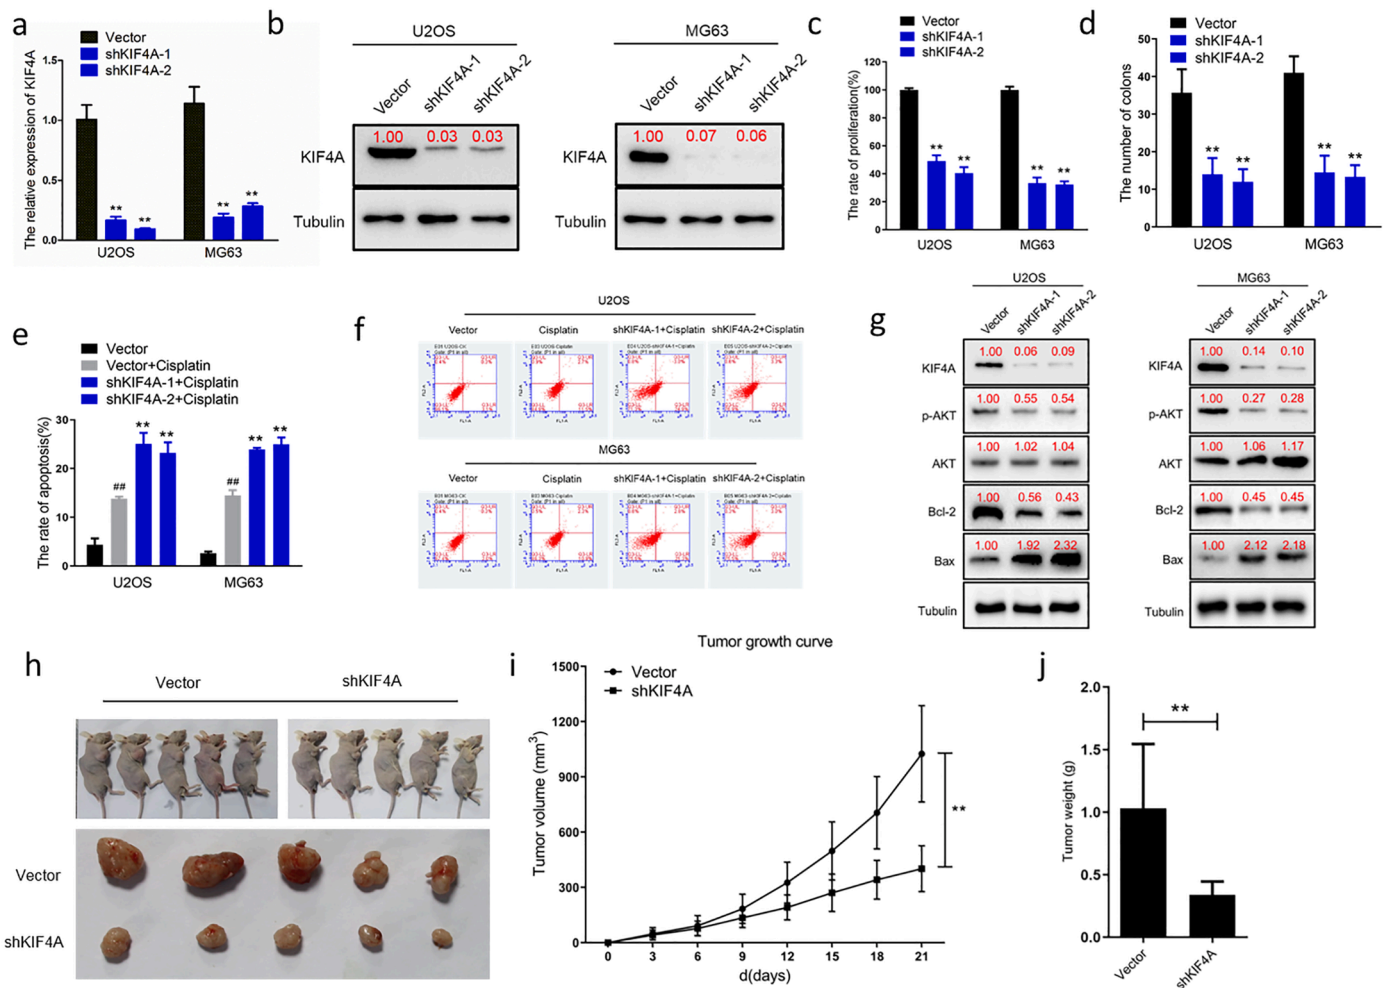 a
Vector
shKIF4A-1
shKIF4A-2
The relative expression of KIF4A
1.5
1.0
0.5
0.0
**
**
**
**
U2OS
MG63
b
U2OS
MG63
Vector
shKIF4A-1
shKIF4A-2
Vector
shKIF4A-1
shKIF4A-2
KIF4A
1.00
0.03
0.03
KIF4A
1.00
0.07
0.06
Tubulin
Tubulin
c
Vector
shKIF4A-1
shKIF4A-2
The rate of proliferation(%)
120
100
80
60
40
20
0
**
**
**
**
U2OS
MG63
d
Vector
shKIF4A-1
shKIF4A-2
The number of colons
50
40
30
20
10
0
**
**
**
**
U2OS
MG63
e
Vector
Vector+Cisplatin
shKIF4A-1+Cisplatin
shKIF4A-2+Cisplatin
The rate of apoptosis(%)
30
20
10
0
##
**
**
##
**
**
U2OS
MG63
f
U2OS
Vector
Cisplatin
shKIF4A-1+Cisplatin
shKIF4A-2+Cisplatin
MG63
Vector
Cisplatin
shKIF4A-1+Cisplatin
shKIF4A-2+Cisplatin
g
U2OS
MG63
Vector
shKIF4A-1
shKIF4A-2
Vector
shKIF4A-1
shKIF4A-2
KIF4A
1.00
0.06
0.09
KIF4A
1.00
0.14
0.10
p-AKT
1.00
0.55
0.54
p-AKT
1.00
0.27
0.28
AKT
1.00
1.02
1.04
AKT
1.00
1.06
1.17
Bcl-2
1.00
0.56
0.43
Bcl-2
1.00
0.45
0.45
Bax
1.00
1.92
2.32
Bax
1.00
2.12
2.18
Tubulin
Tubulin
h
Vector
shKIF4A
Vector
shKIF4A
i
Tumor growth curve
Vector
shKIF4A
Tumor volume (mm³)
1500
1200
900
600
300
0
**
0
3
6
9
12
15
18
21
d(days)
j
Tumor weight (g)
2.0
1.5
1.0
0.5
0.0
**
Vector
shKIF4A